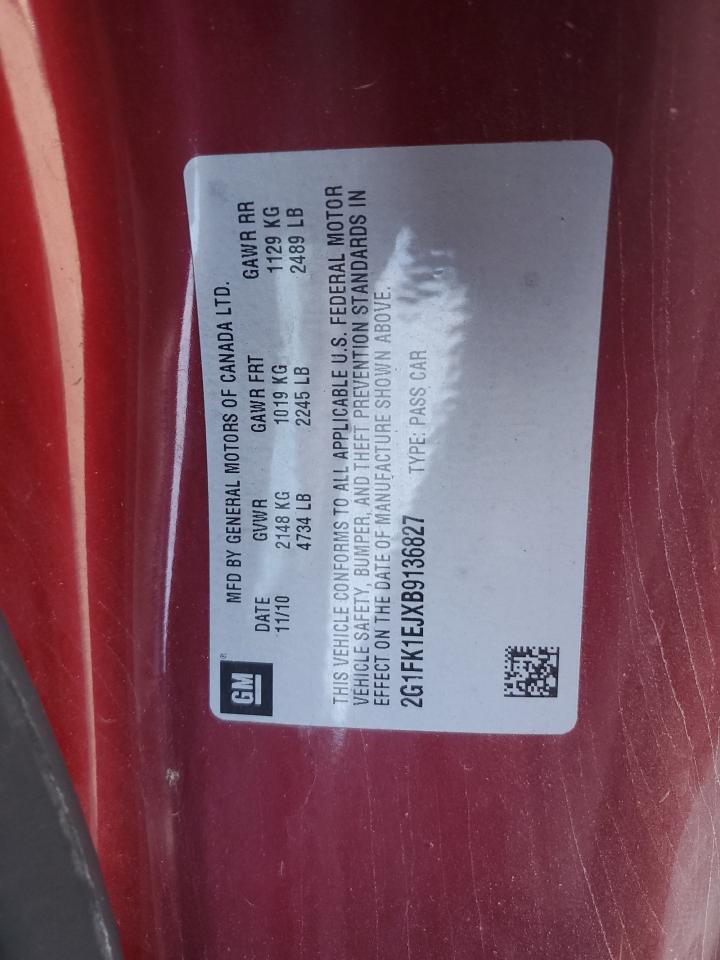 GM®
MFD BY GENERAL MOTORS OF CANADA LTD.
DATE GVWR GAWR FRT GAWR RR
11/10 2148 KG 1019 KG 1129 KG
4734 LB 2245 LB 2489 LB
THIS VEHICLE CONFORMS TO ALL APPLICABLE U.S. FEDERAL MOTOR
VEHICLE SAFETY, BUMPER, AND THEFT PREVENTION STANDARDS IN
EFFECT ON THE DATE OF MANUFACTURE SHOWN ABOVE.
2G1FK1EJXB9136827 TYPE: PASS CAR